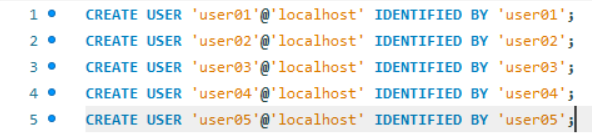 1 CREATE USER 'user01'@'localhost' IDENTIFIED BY 'user01';
2 CREATE USER 'user02'@'localhost' IDENTIFIED BY 'user02';
3 CREATE USER 'user03'@'localhost' IDENTIFIED BY 'user03';
4 CREATE USER 'user04'@'localhost' IDENTIFIED BY 'user04';
5 CREATE USER 'user05'@'localhost' IDENTIFIED BY 'user05';